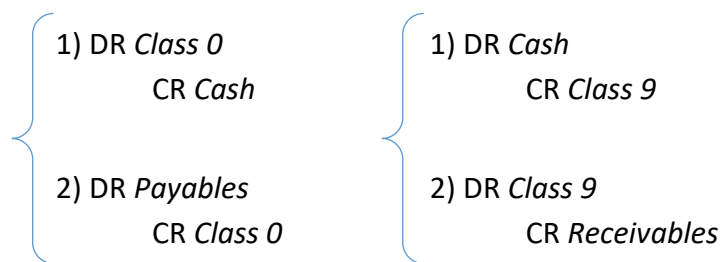 1) DR Class 0
CR Cash
2) DR Payables
CR Class 0
1) DR Cash
CR Class 9
2) DR Class 9
CR Receivables